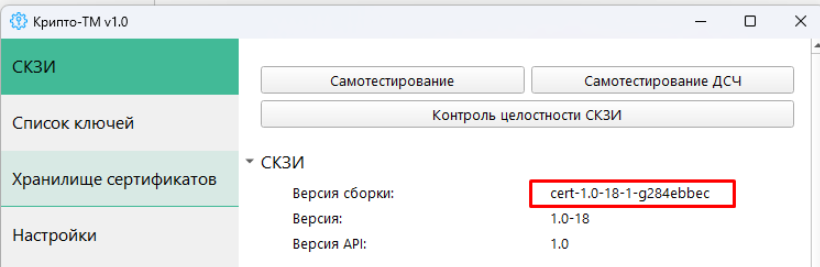 Крипто-ТМ v1.0
СКЗИ
Список ключей
Хранилище сертификатов
Настройки
Самотестирование
Самотестирование ДСЧ
Контроль целостности СКЗИ
СКЗИ
Версия сборки: cert-1.0-18-1-g284ebbec
Версия: 1.0-18
Версия API: 1.0